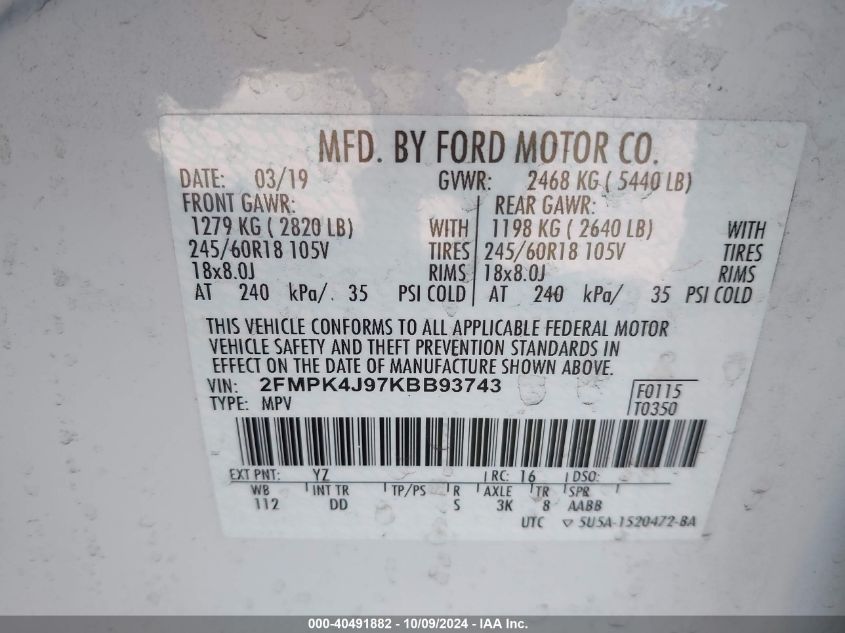 MFD. BY FORD MOTOR CO.
DATE: 03/19 GVWR: 2468 KG ( 5440 LB)
FRONT GAWR: REAR GAWR:
1279 KG ( 2820 LB) WITH 1198 KG ( 2640 LB) WITH
245/60R18 105V TIRES 245/60R18 105V TIRES
18x8.0J RIMS 18x8.0J RIMS
AT 240 kPa/ 35 PSI COLD AT 240 kPa/ 35 PSI COLD
THIS VEHICLE CONFORMS TO ALL APPLICABLE FEDERAL MOTOR
VEHICLE SAFETY AND THEFT PREVENTION STANDARDS IN
EFFECT ON THE DATE OF MANUFACTURE SHOWN ABOVE.
VIN: 2FMPK4J97KBB93743 F0115
TYPE: MPV T0350
EXT PNT: YZ RC: 16 DSO:
WB INT TR TP/PS R AXLE TR SPR
112 DD S 3K 8 AABB
UTC ▽ 5U5A-1520472-BA
000-40491882 - 10/09/2024 - IAA Inc.